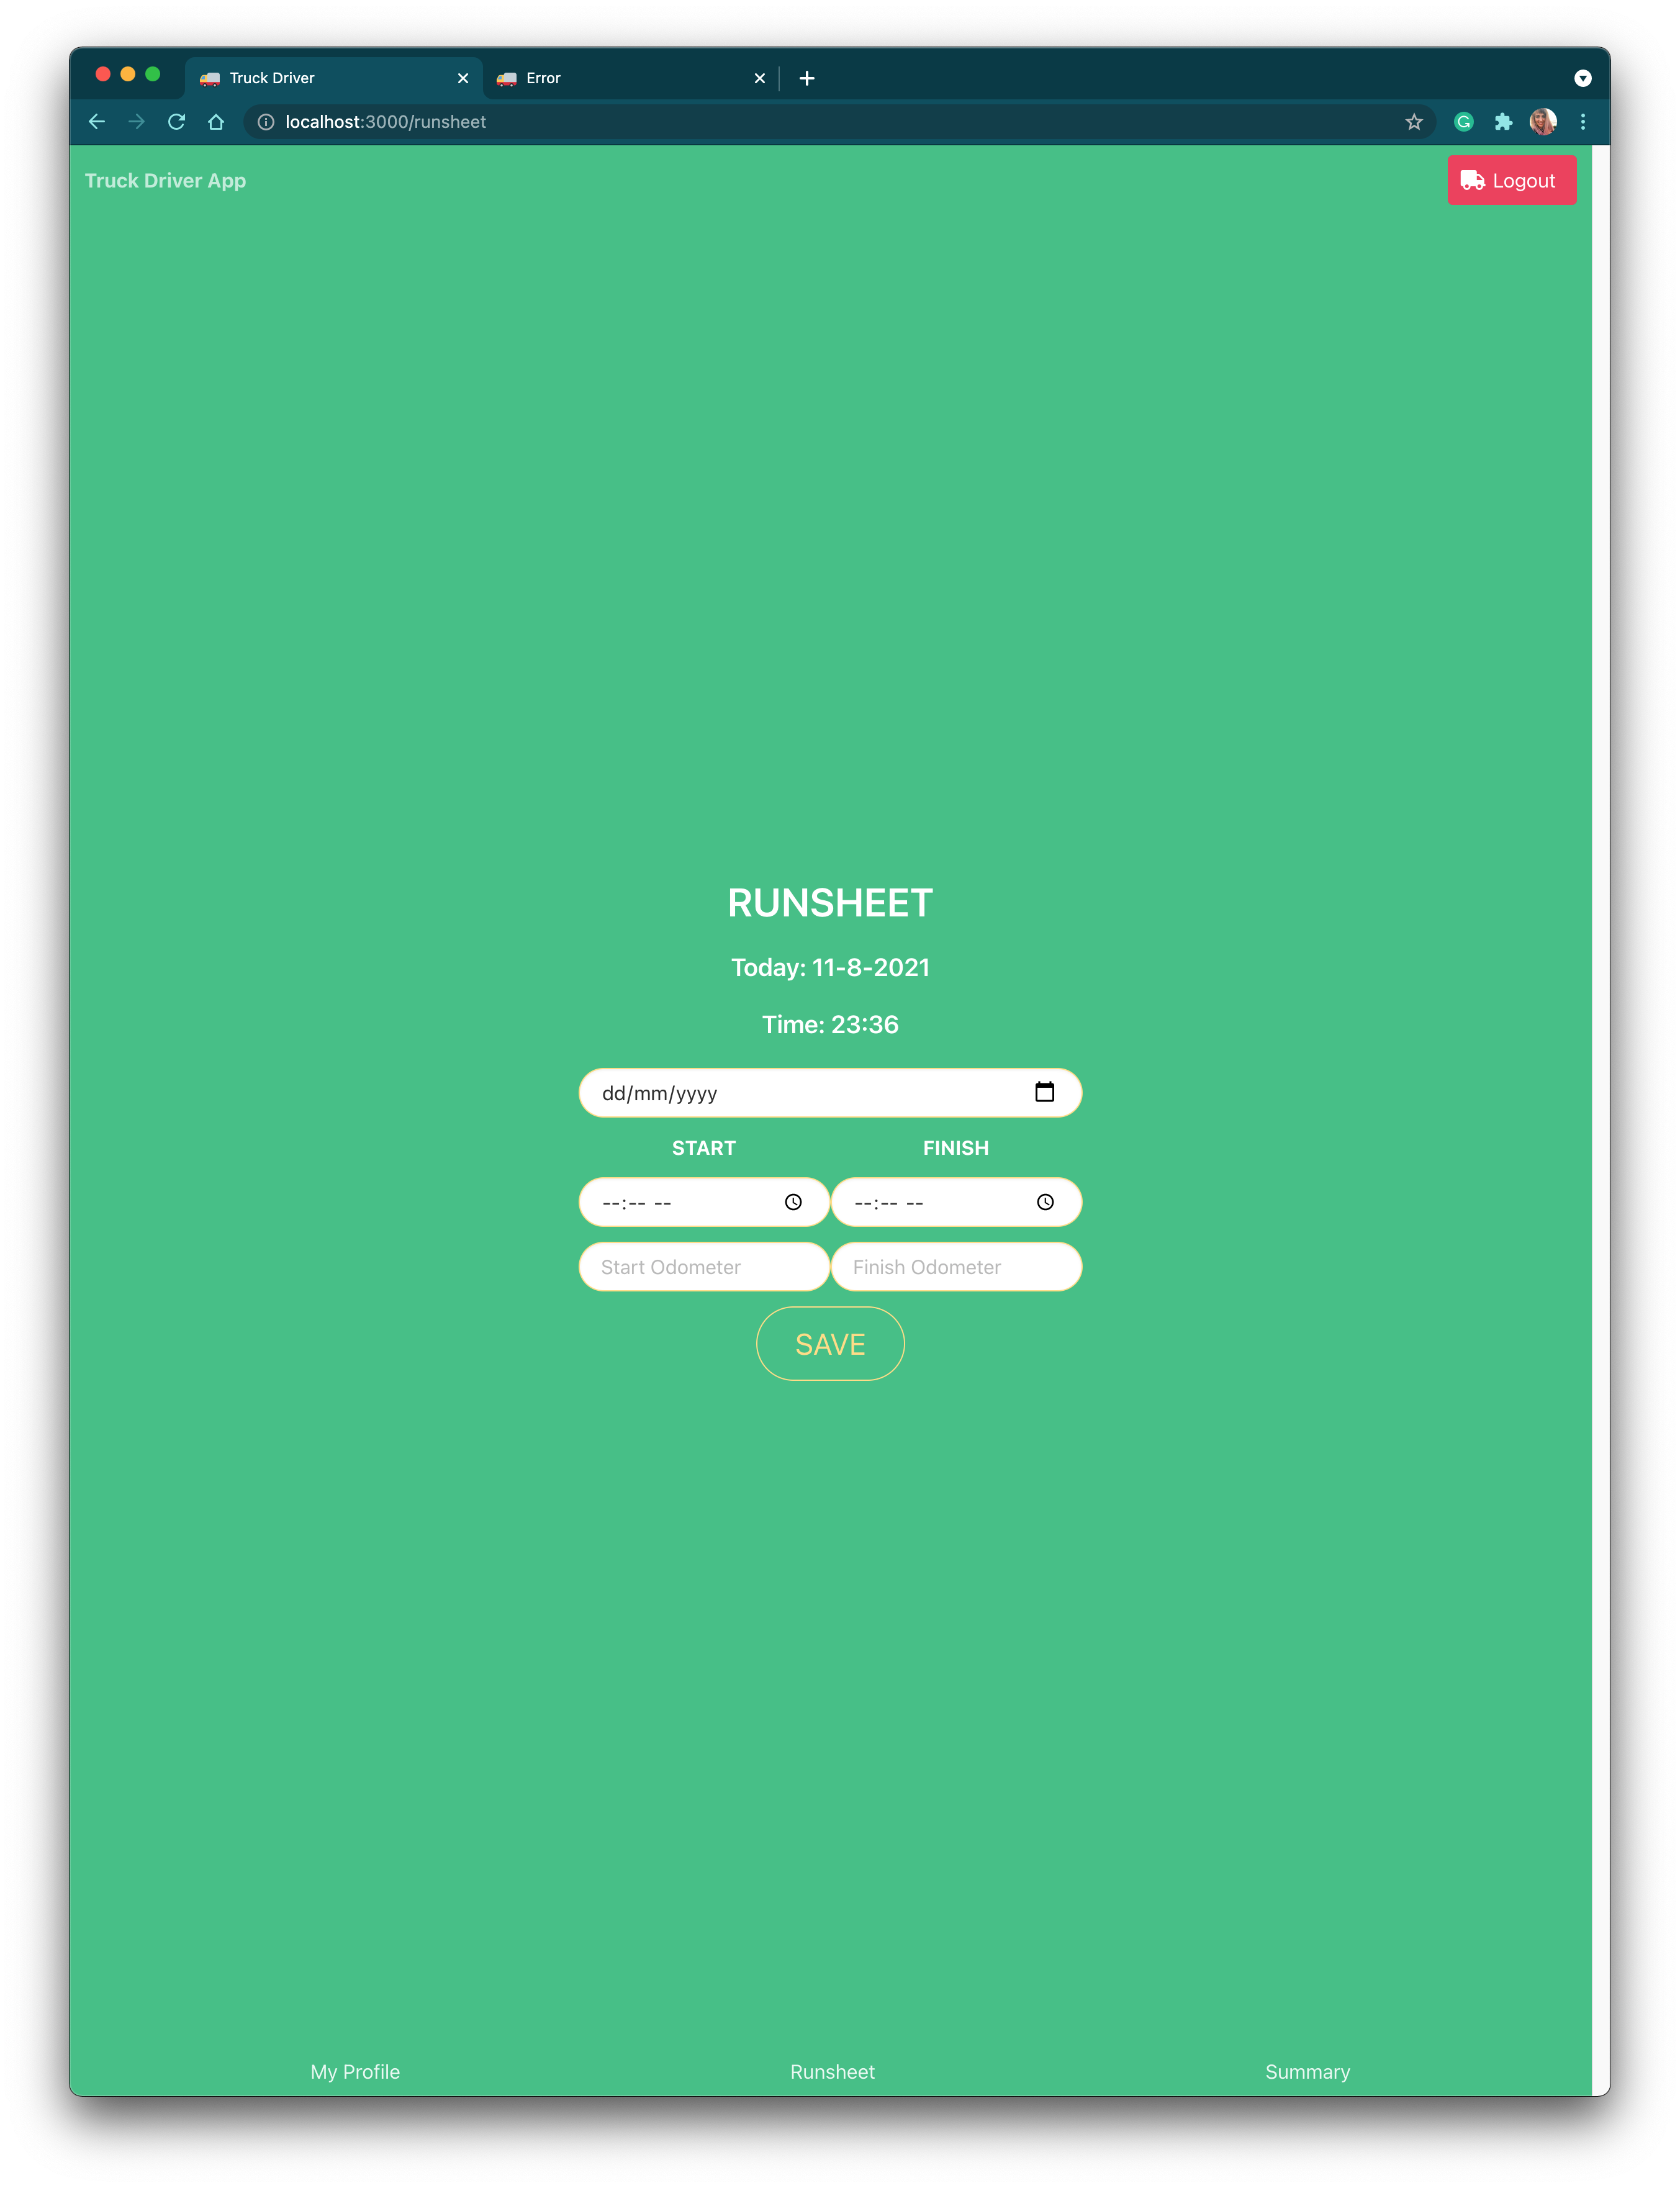 Truck Driver
Error
localhost:3000/runsheet
Truck Driver App
Logout
RUNSHEET
Today: 11-8-2021
Time: 23:36
dd/mm/yyyy
START FINISH
--:-- -- --:-- --
Start Odometer Finish Odometer
SAVE
My Profile Runsheet Summary